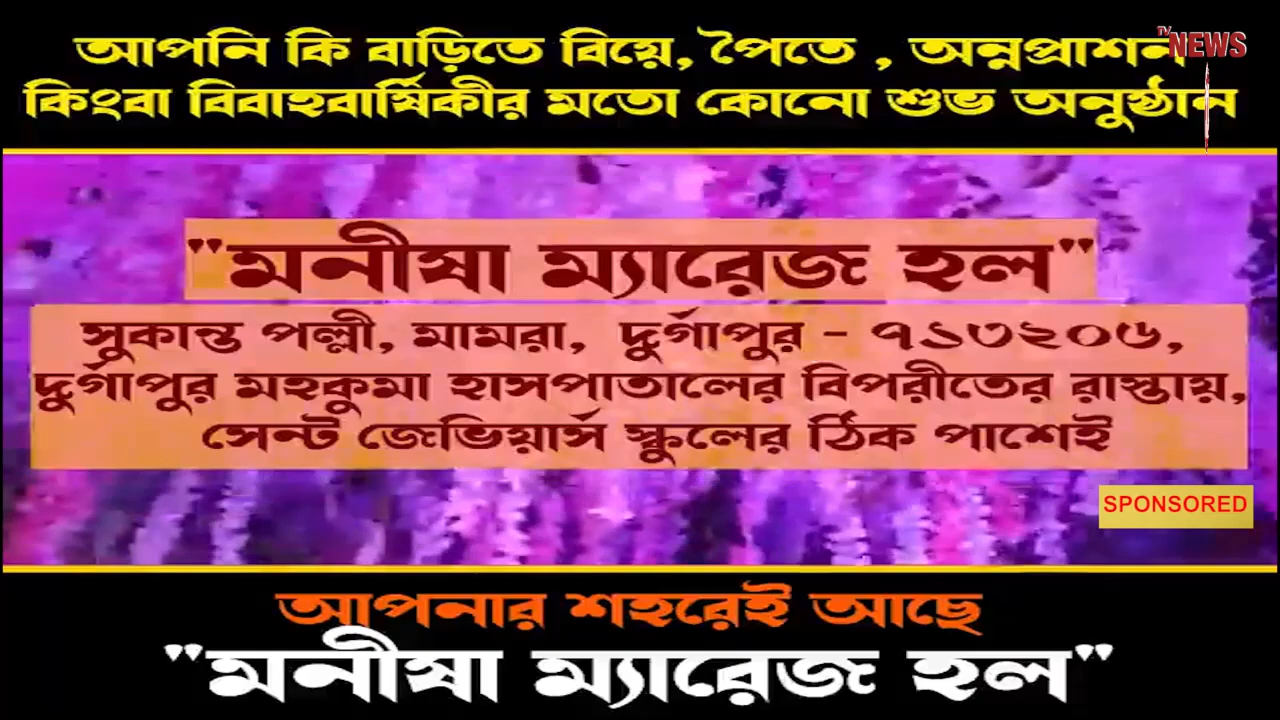 আপনি কি বাড়িতে বিয়ে, পৈতে , অন্নপ্রাশন
TV NEWS
কিংবা বিবাহবার্ষিকীর মতো কোনো শুভ অনুষ্ঠান
"মনীষা ম্যারেজ হল"
সুকান্ত পল্লী, মামরা, দুর্গাপুর - ৭১৩২০৬,
দুর্গাপুর মহকুমা হাসপাতালের বিপরীতের রাস্তায়,
সেন্ট জেভিয়ার্স স্কুলের ঠিক পাশেই
SPONSORED
আপনার শহরেই আছে
"মনীষা ম্যারেজ হল"